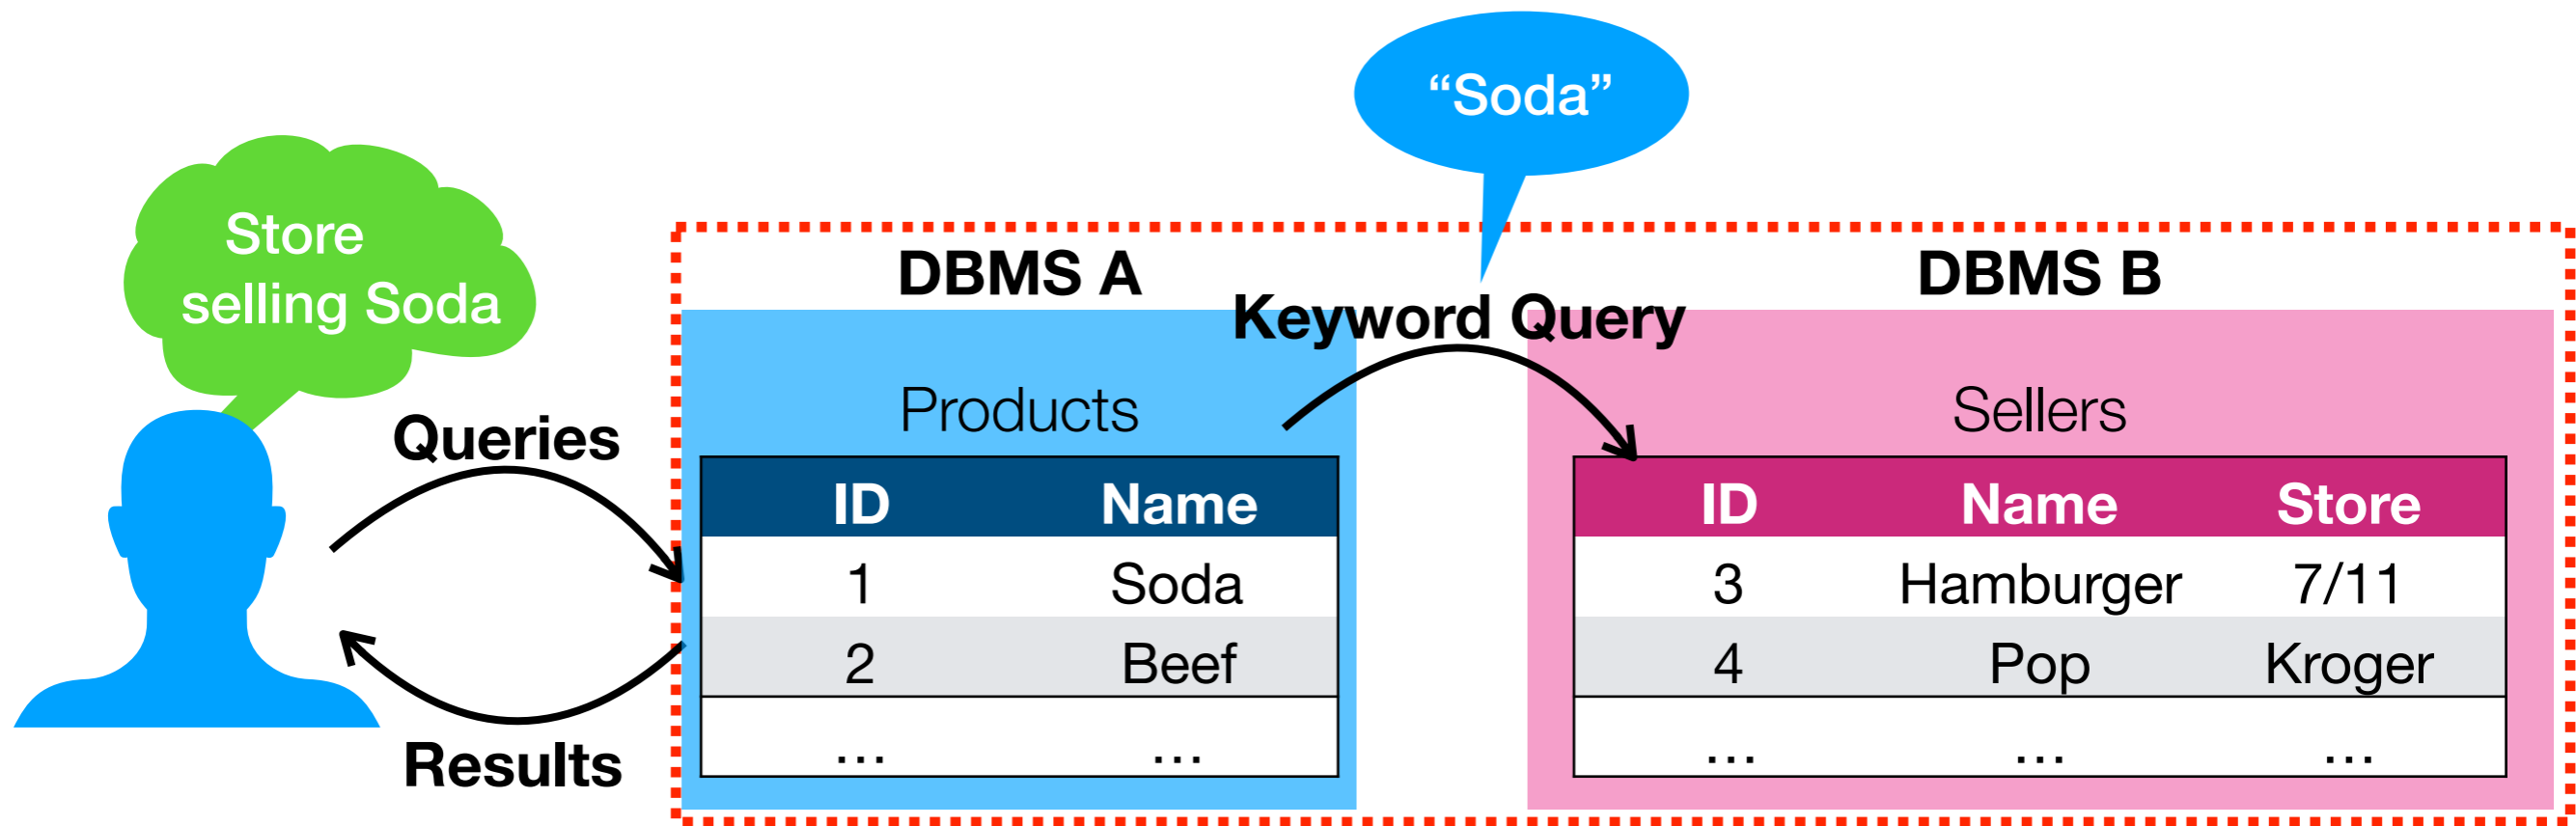 “Soda”
Store
selling Soda
DBMS A
DBMS B
Keyword Query
Queries
Products
Sellers
ID Name
1 Soda
2 Beef
... ...
ID Name Store
3 Hamburger 7/11
4 Pop Kroger
... ... ...
Results